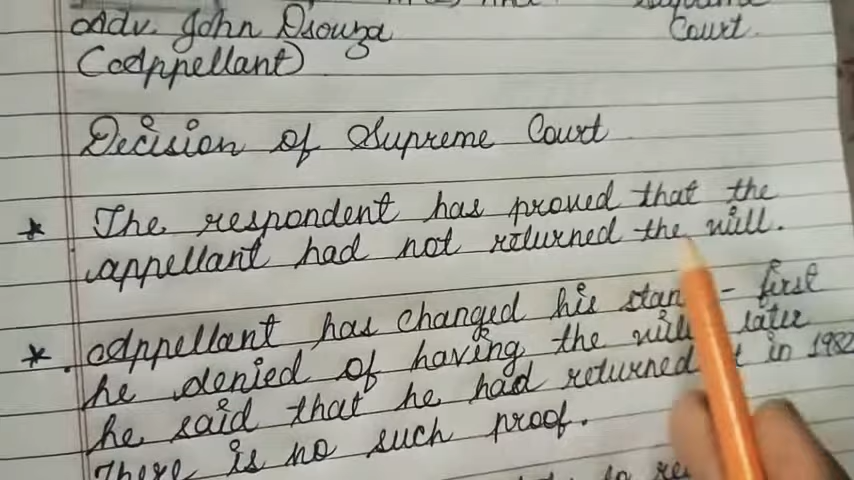 Adv. John Dsouza
Court.
(Appellant)
Decision of Supreme Court
* The respondent has proved that the
appellant had not returned the will.
* Appellant has changed his stan - first
he denied of having the will later
he said that he had returned in 1982
There is no such proof.